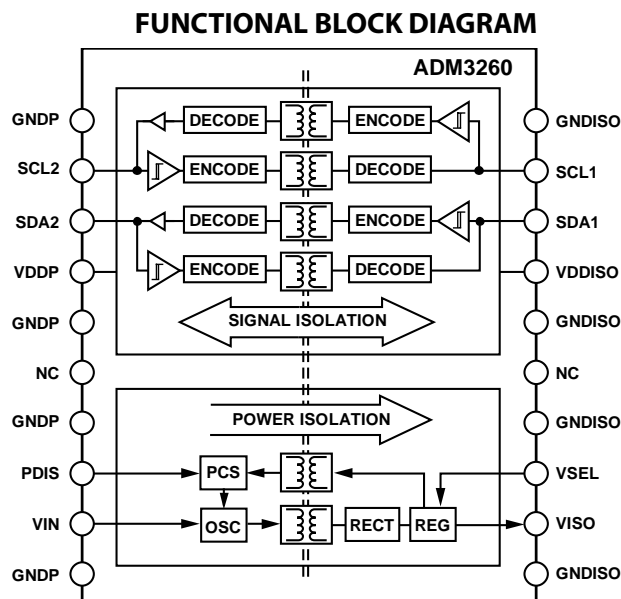 FUNCTIONAL BLOCK DIAGRAM
ADM3260
GNDP DECODE ENCODE GNDISO
SCL2 ENCODE DECODE SCL1
SDA2 DECODE ENCODE SDA1
VDDP ENCODE DECODE VDDISO
GNDP SIGNAL ISOLATION GNDISO
NC NC
GNDP POWER ISOLATION GNDISO
PDIS PCS VSEL
VIN OSC RECT REG VISO
GNDP GNDISO